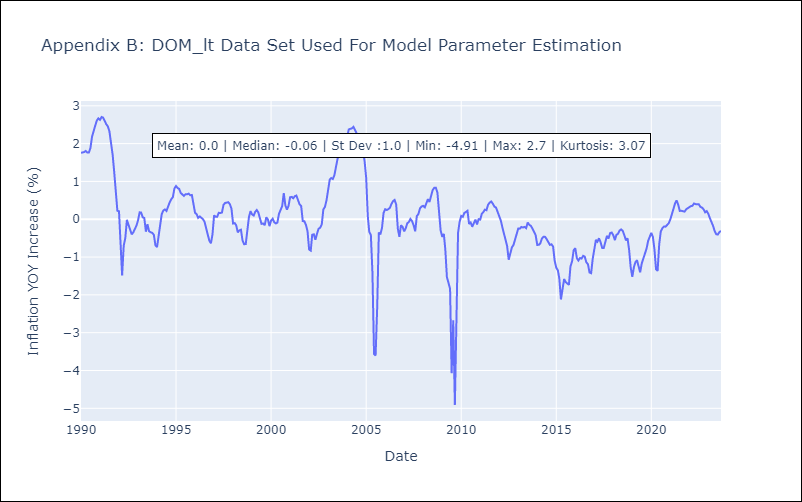 Appendix B: DOM_lt Data Set Used For Model Parameter Estimation
3
Mean: 0.0 | Median: -0.06 | St Dev :1.0 | Min: -4.91 | Max: 2.7 | Kurtosis: 3.07
2
1
0
−1
−2
−3
−4
−5
Inflation YOY Increase (%)
1990 1995 2000 2005 2010 2015 2020
Date